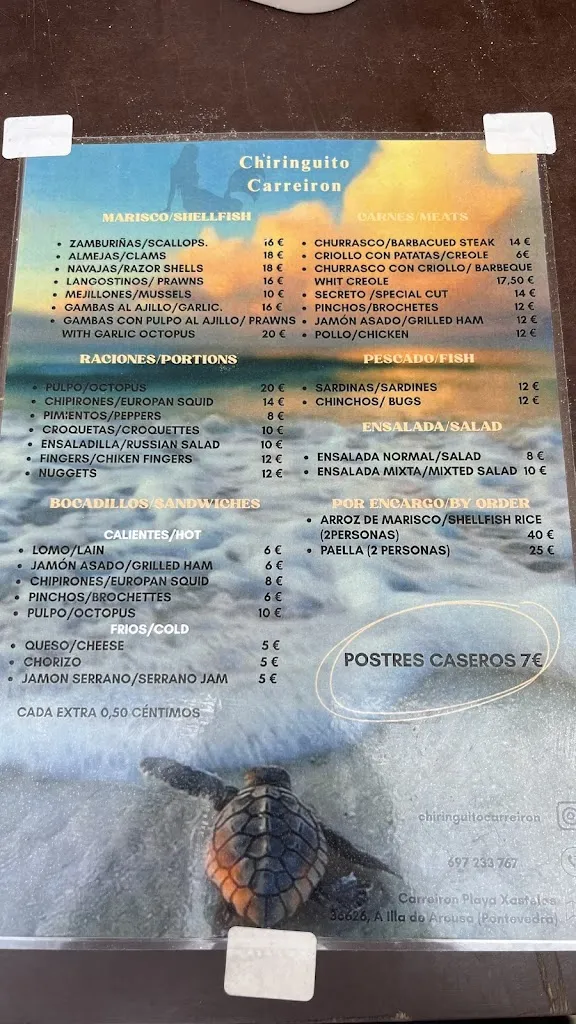 Chiringuito
Carreiron
MARISCO/SHELLFISH
• ZAMBURIÑAS/SCALLOPS. 16 €
• ALMEJAS/CLAMS 18 €
• NAVAJAS/RAZOR SHELLS 18 €
• LANGOSTINOS/ PRAWNS 16 €
• MEJILLONES/MUSSELS 10 €
• GAMBAS AL AJILLO/GARLIC. 16 €
• GAMBAS CON PULPO AL AJILLO/ PRAWNS
WITH GARLIC OCTOPUS 20 €
RACIONES/PORTIONS
• PULPO/OCTOPUS 20 €
• CHIPIRONES/EUROPAN SQUID 14 €
• PIMIENTOS/PEPPERS 8 €
• CROQUETAS/CROQUETTES 10 €
• ENSALADILLA/RUSSIAN SALAD 10 €
• FINGERS/CHIKEN FINGERS 12 €
• NUGGETS 12 €
BOCADILLOS/SANDWICHES
CALIENTES/HOT
• LOMO/LAIN 6 €
• JAMÓN ASADO/GRILLED HAM 6 €
• CHIPIRONES/EUROPAN SQUID 8 €
• PINCHOS/BROCHETTES 6 €
• PULPO/OCTOPUS 10 €
FRIOS/COLD
• QUESO/CHEESE 5 €
• CHORIZO 5 €
• JAMON SERRANO/SERRANO JAM 5 €
CADA EXTRA 0,50 CÉNTIMOS
CARNES/MEATS
• CHURRASCO/BARBACUED STEAK 14 €
• CRIOLLO CON PATATAS/CREOLE 6€
• CHURRASCO CON CRIOLLO/ BARBEQUE
WHIT CREOLE 17,50 €
• SECRETO /SPECIAL CUT 14 €
• PINCHOS/BROCHETES 12 €
• JAMÓN ASADO/GRILLED HAM 12 €
• POLLO/CHICKEN 12 €
PESCADO/FISH
• SARDINAS/SARDINES 12 €
• CHINCHOS/ BUGS 12 €
ENSALADA/SALAD
• ENSALADA NORMAL/SALAD 8 €
• ENSALADA MIXTA/MIXTED SALAD 10 €
POR ENCARGO/BY ORDER
• ARROZ DE MARISCO/SHELLFISH RICE
(2PERSONAS) 40 €
• PAELLA (2 PERSONAS) 25 €
POSTRES CASEROS 7€
chiringuitocarreiron
697 233 767
Carreiron Playa Xastelas
36626, A Illa de Arousa (Pontevedra)